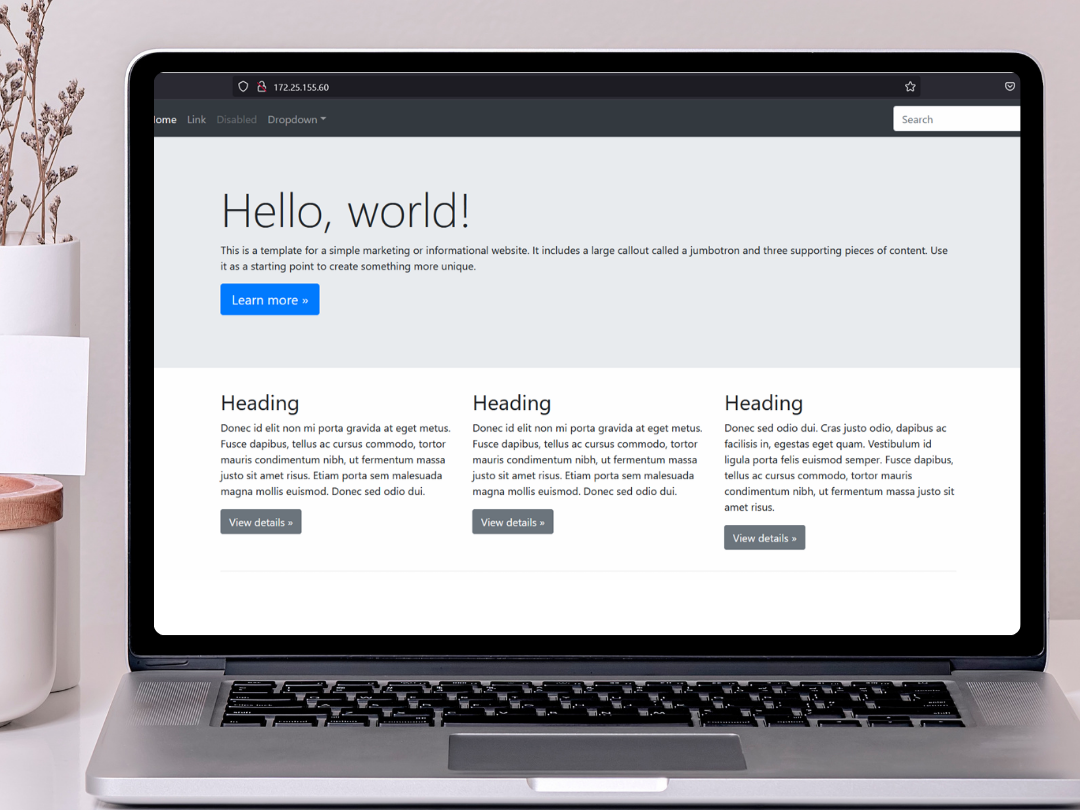 172.25.155.60
ome Link Disabled Dropdown Search
Hello, world!
This is a template for a simple marketing or informational website. It includes a large callout called a jumbotron and three supporting pieces of content. Use
it as a starting point to create something more unique.
Learn more »
Heading
Donec id elit non mi porta gravida at eget metus.
Fusce dapibus, tellus ac cursus commodo, tortor
mauris condimentum nibh, ut fermentum massa
justo sit amet risus. Etiam porta sem malesuada
magna mollis euismod. Donec sed odio dui.
View details »
Heading
Donec id elit non mi porta gravida at eget metus.
Fusce dapibus, tellus ac cursus commodo, tortor
mauris condimentum nibh, ut fermentum massa
justo sit amet risus. Etiam porta sem malesuada
magna mollis euismod. Donec sed odio dui.
View details »
Heading
Donec sed odio dui. Cras justo odio, dapibus ac
facilisis in, egestas eget quam. Vestibulum id
ligula porta felis euismod semper. Fusce dapibus,
tellus ac cursus commodo, tortor mauris
condimentum nibh, ut fermentum massa justo sit
amet risus.
View details »